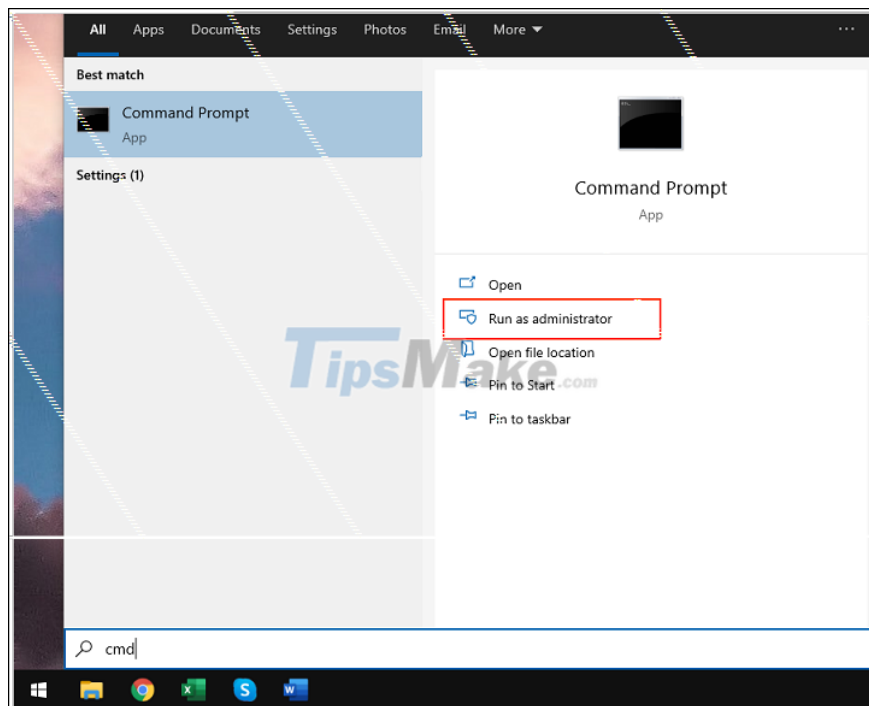 All Apps Documents Settings Photos Email More
Best match
Command Prompt
App
Settings (1)
Command Prompt
App
Open
Run as administrator
Open file location
Pin to Start
Pin to taskbar
TipsMake.com
cmd